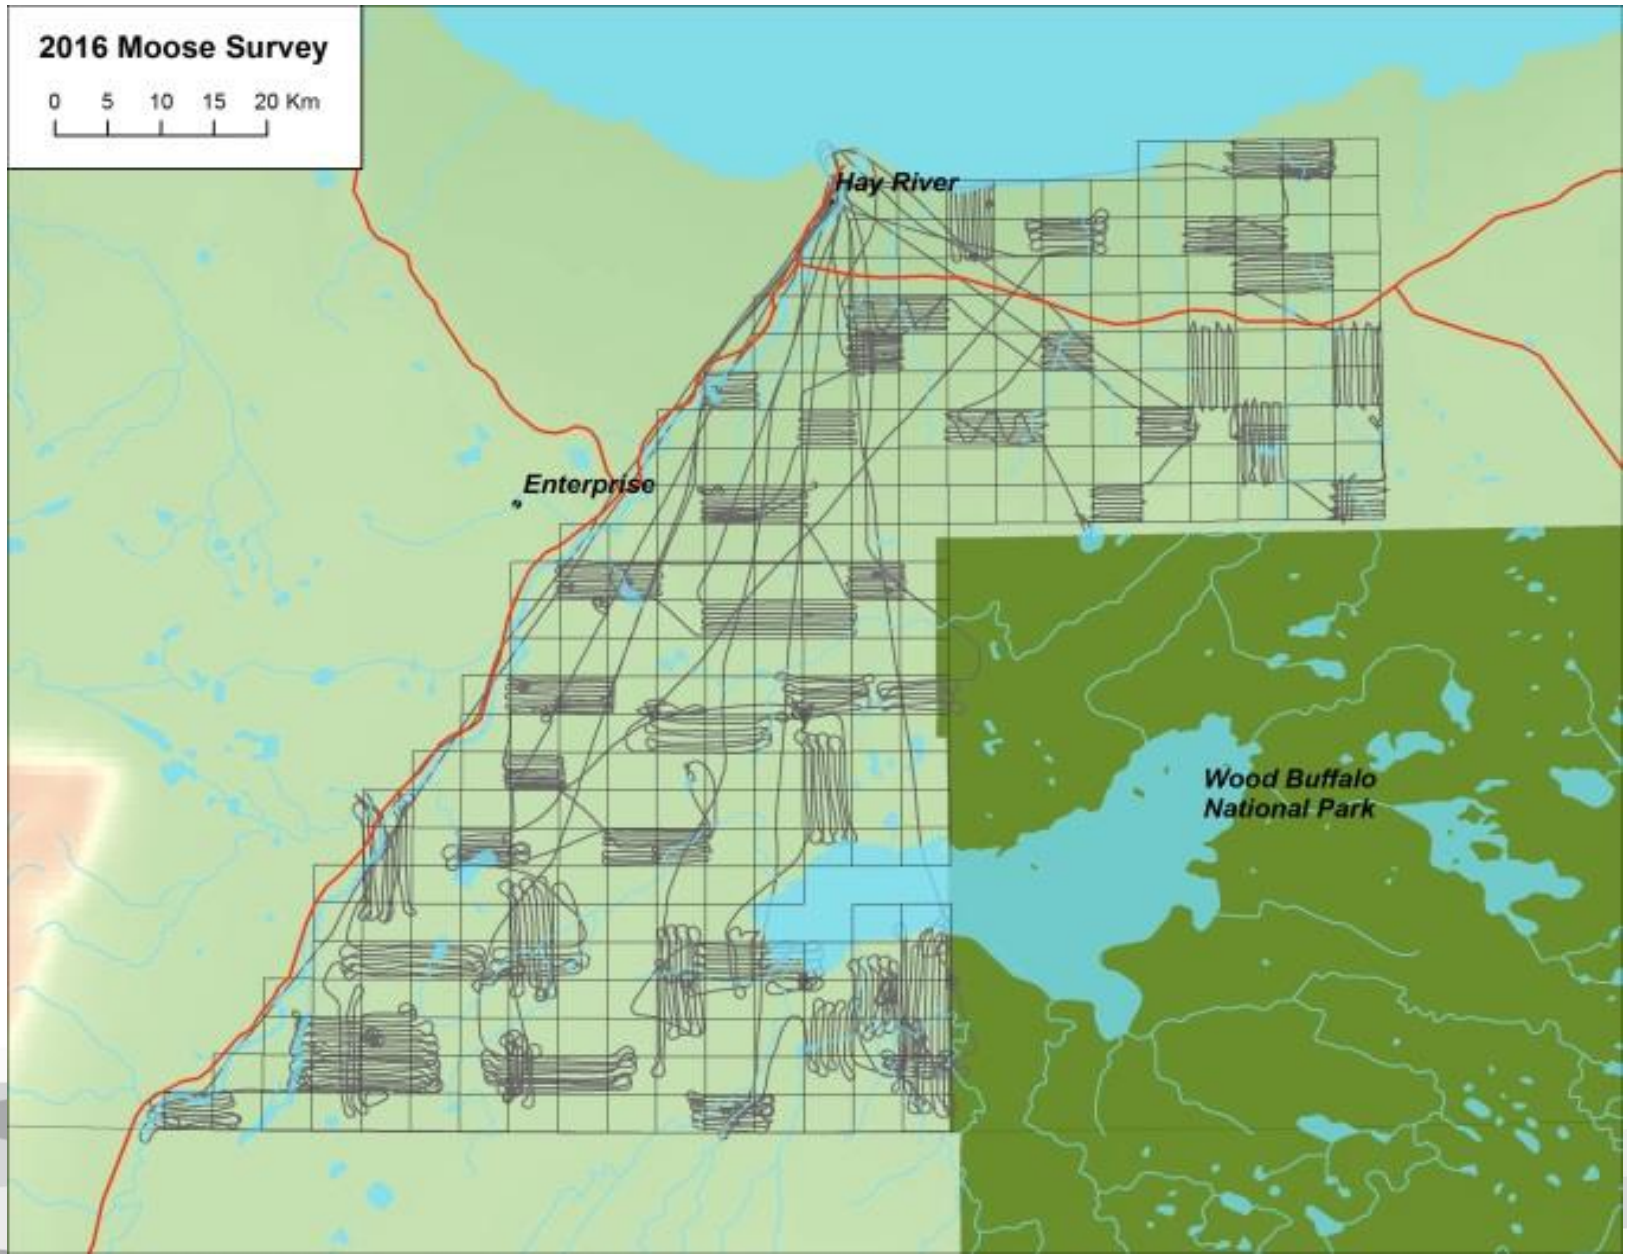 2016 Moose Survey
0 5 10 15 20 Km
Hay River
Enterprise
Wood Buffalo
National Park